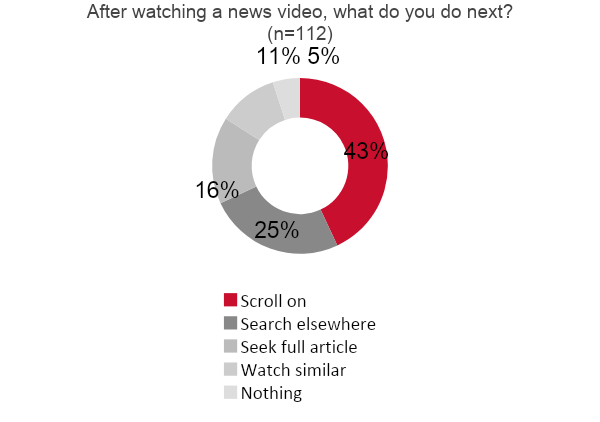 After watching a news video, what do you do next?
(n=112)
11% 5%
43%
16%
25%
Scroll on
Search elsewhere
Seek full article
Watch similar
Nothing